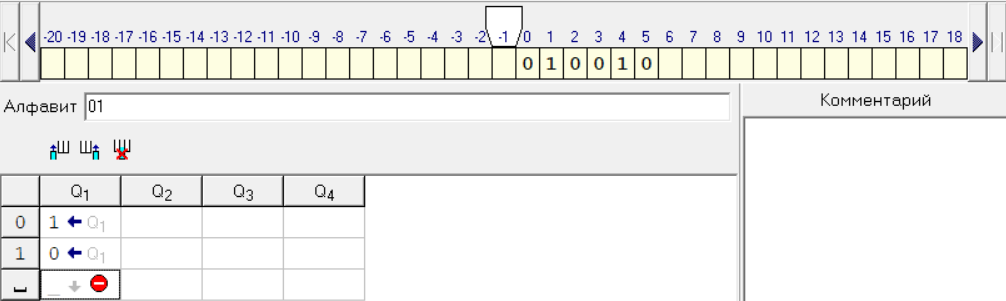 -20 -19 -18 -17 -16 -15 -14 -13 -12 -11 -10 -9 -8 -7 -6 -5 -4 -3 -2 -1 0 1 2 3 4 5 6 7 8 9 10 11 12 13 14 15 16 17 18
0 1 0 0 1 0
Алфавит 01
Комментарий
Q1 Q2 Q3 Q4
0 1 ← Q1
1 0 ← Q1
␣ _ ↓